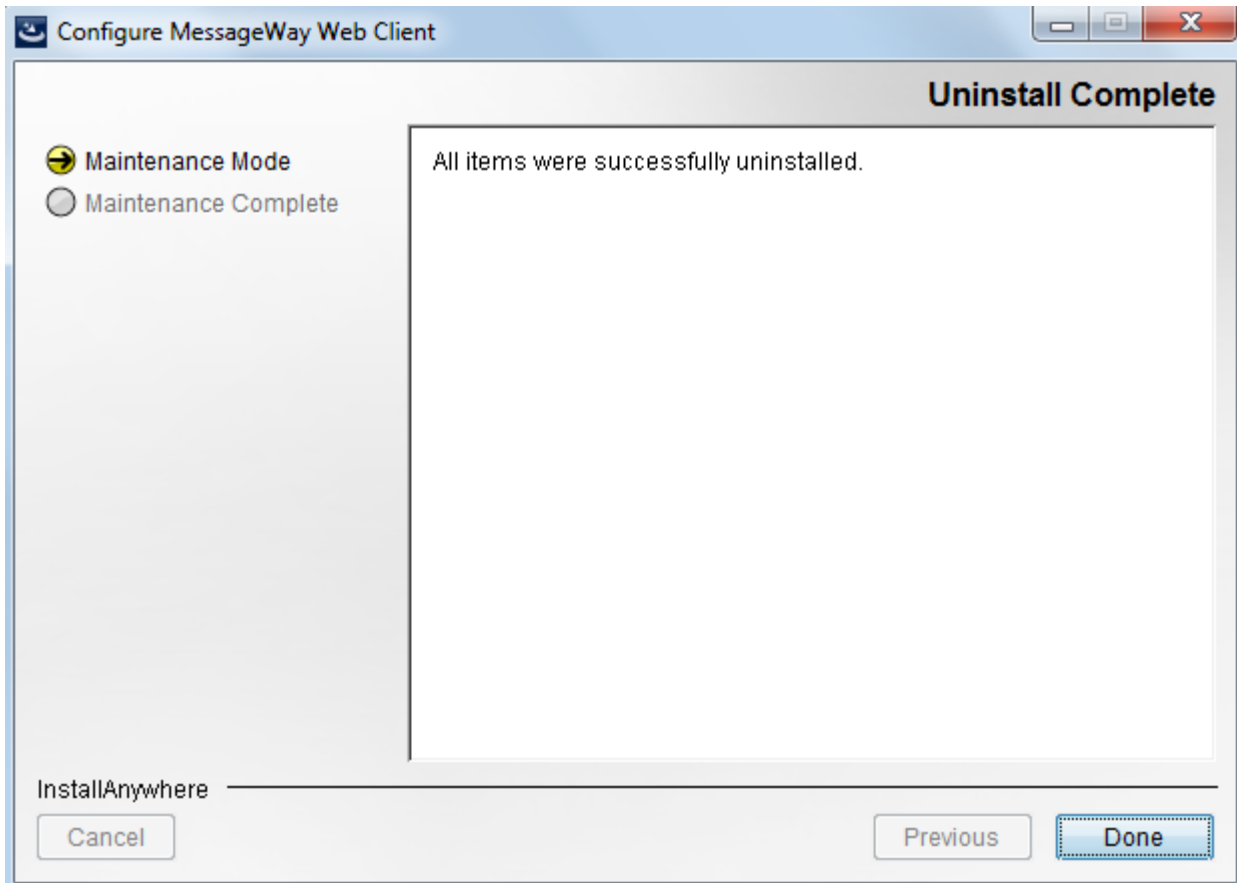 Configure MessageWay Web Client
Uninstall Complete
Maintenance Mode
Maintenance Complete
All items were successfully uninstalled.
InstallAnywhere
Cancel
Previous
Done